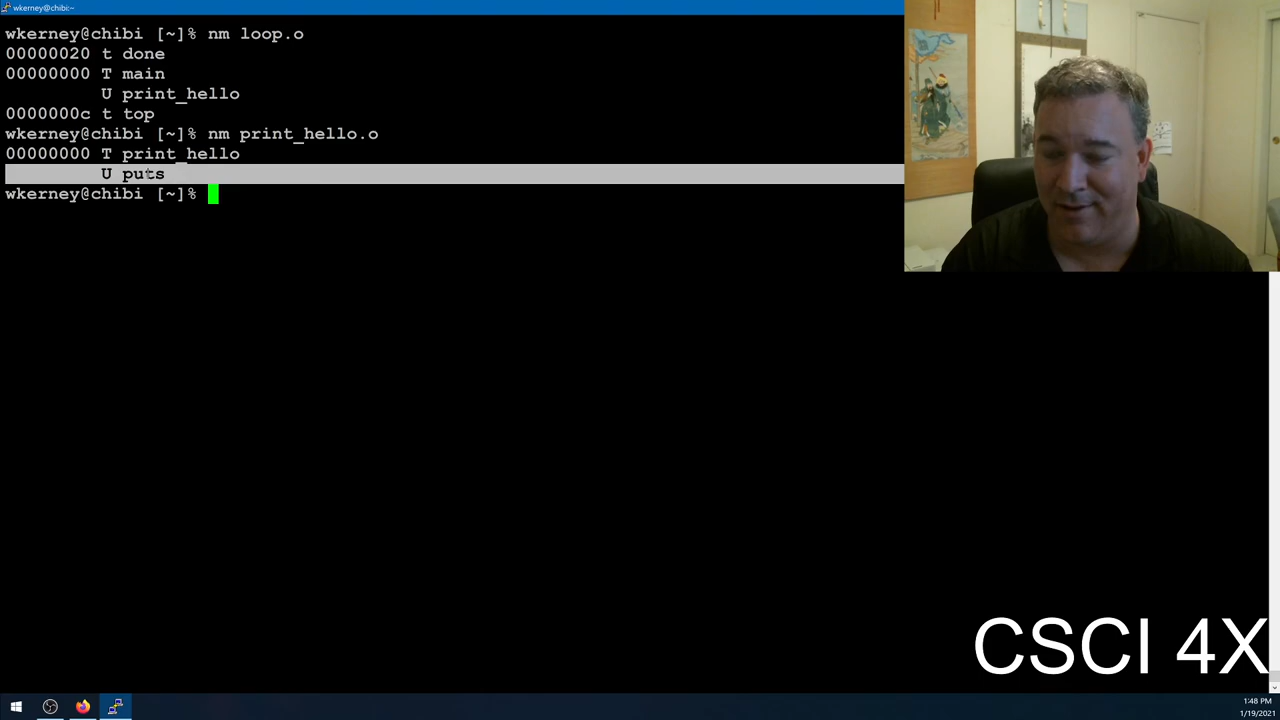 wkerney@chibi:~
wkerney@chibi [~]% nm loop.o
00000020 t done
00000000 T main
U print_hello
0000000c t top
wkerney@chibi [~]% nm print_hello.o
00000000 T print_hello
U puts
wkerney@chibi [~]%
CSCI 4X
1:48 PM
1/19/2021